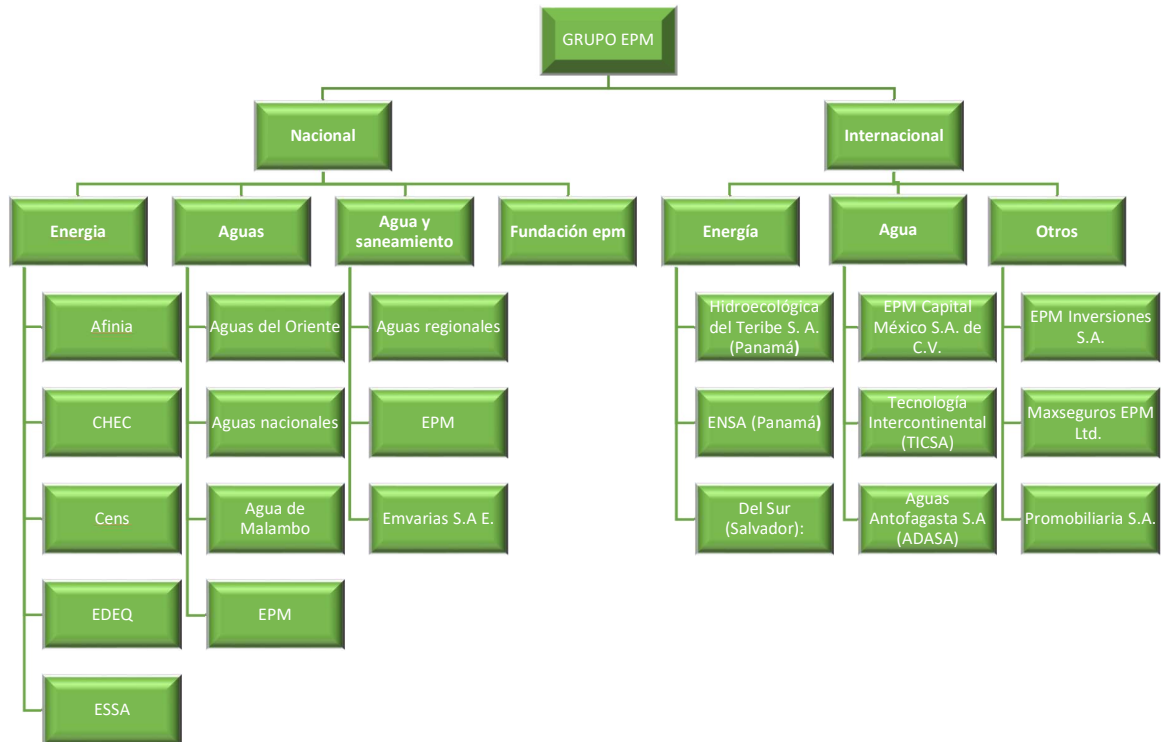 GRUPO EPM
Nacional
Internacional
Energia
Aguas
Agua y
saneamiento
Fundación epm
Energía
Agua
Otros
Afinia
CHEC
Cens
EDEQ
ESSA
Aguas del Oriente
Aguas nacionales
Agua de
Malambo
EPM
Aguas regionales
EPM
Emvarias S.A E.
Hidroecológica
del Teribe S. A.
(Panamá)
ENSA (Panamá)
Del Sur
(Salvador):
EPM Capital
México S.A. de
C.V.
Tecnología
Intercontinental
(TICSA)
Aguas
Antofagasta S.A
(ADASA)
EPM Inversiones
S.A.
Maxseguros EPM
Ltd.
Promobiliaria S.A.